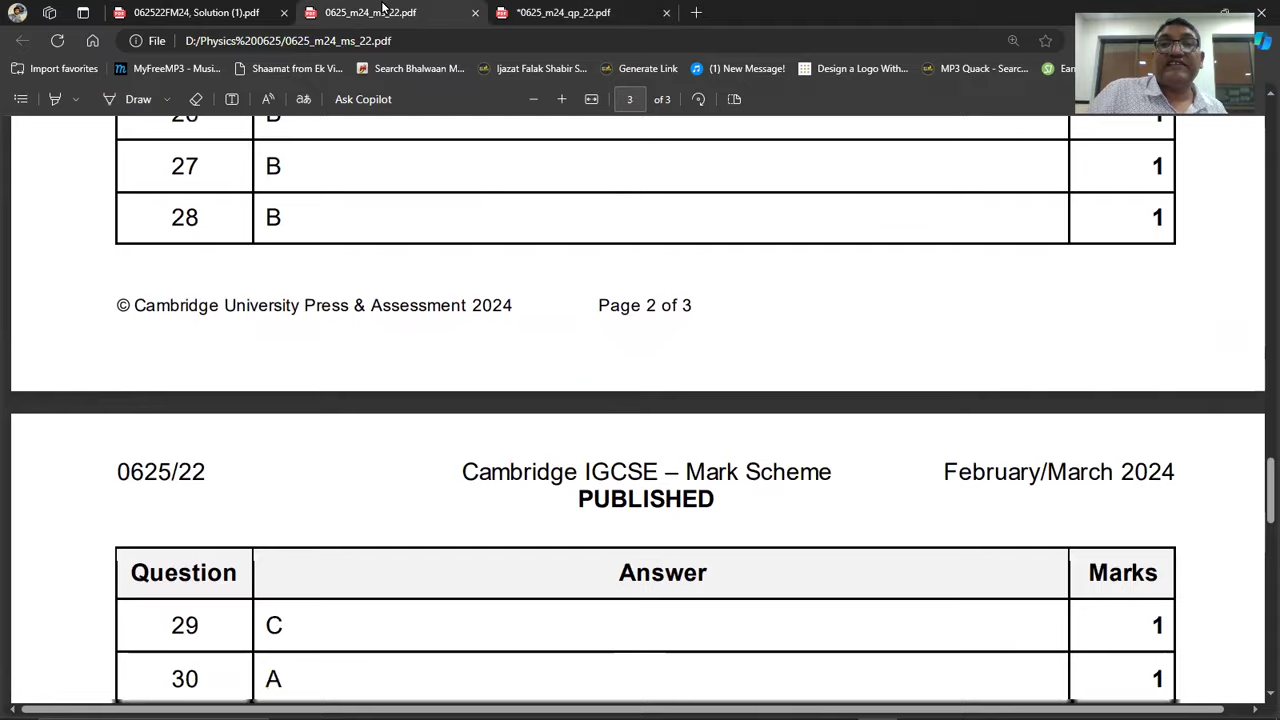 062522FM24, Solution (1).pdf
0625_m24_ms_22.pdf
*0625_m24_qp_22.pdf
File
D:/Physics%200625/0625_m24_ms_22.pdf
Import favorites
MyFreeMP3 - Musi...
Shaamat from Ek Vi...
Search Bhalwan M...
Ijazat Falak Shabir S...
Generate Link
(1) New Message!
Design a Logo With...
MP3 Quack - Searc...
Ear
Draw
Ask Copilot
3 of 3
27 B 1
28 B 1
© Cambridge University Press & Assessment 2024 Page 2 of 3
0625/22 Cambridge IGCSE – Mark Scheme February/March 2024
PUBLISHED
Question Answer Marks
29 C 1
30 A 1